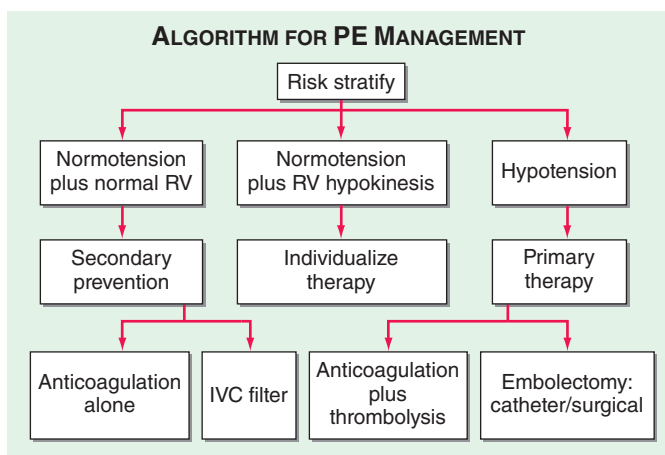 ALGORITHM FOR PE MANAGEMENT
Risk stratify
Normotension
plus normal RV
Normotension
plus RV hypokinesis
Hypotension
Secondary
prevention
Individualize
therapy
Primary
therapy
Anticoagulation
alone
IVC filter
Anticoagulation
plus
thrombolysis
Embolectomy:
catheter/surgical